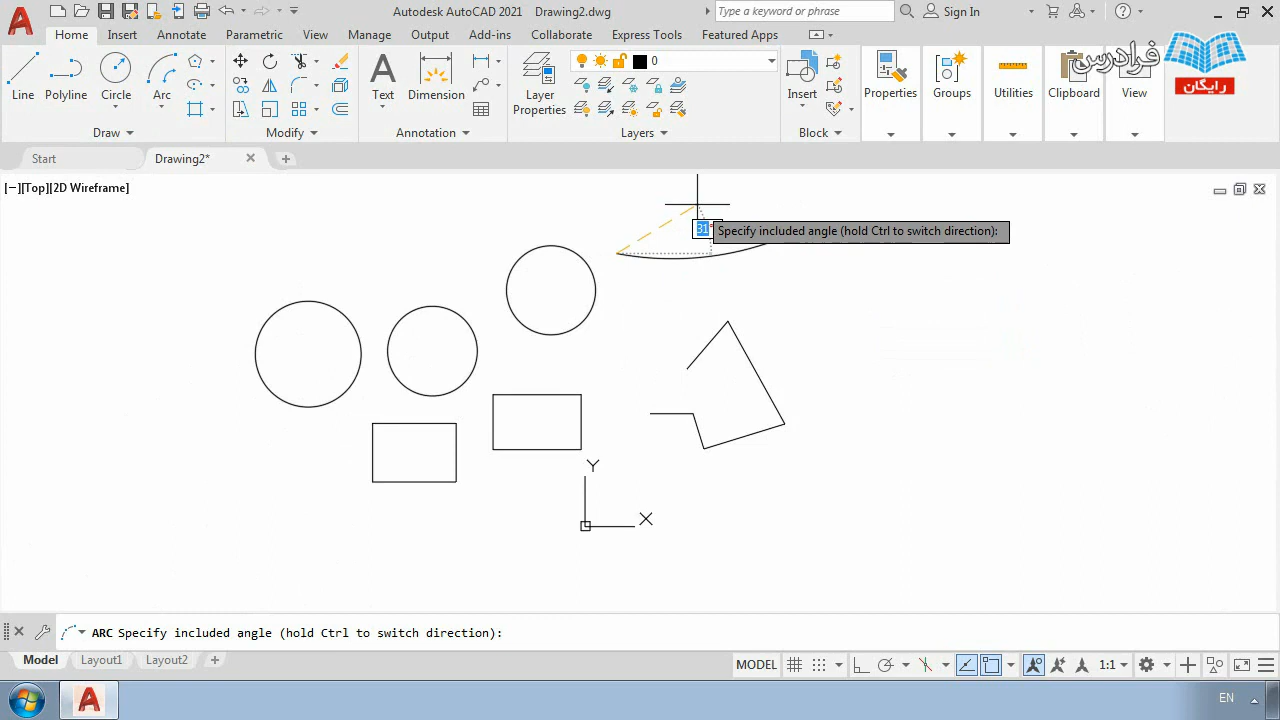 Autodesk AutoCAD 2021 Drawing2.dwg
Type a keyword or phrase
Sign In
Home Insert Annotate Parametric View Manage Output Add-ins Collaborate Express Tools Featured Apps
فرادرس
رایگان
0
Line Polyline Circle Arc
Text Dimension
Layer
Properties
Insert Properties Groups Utilities Clipboard View
Draw Modify Annotation Layers Block
Start Drawing2*
[−][Top][2D Wireframe]
31° Specify included angle (hold Ctrl to switch direction):
Y
X
ARC Specify included angle (hold Ctrl to switch direction):
Model Layout1 Layout2 MODEL 1:1
EN